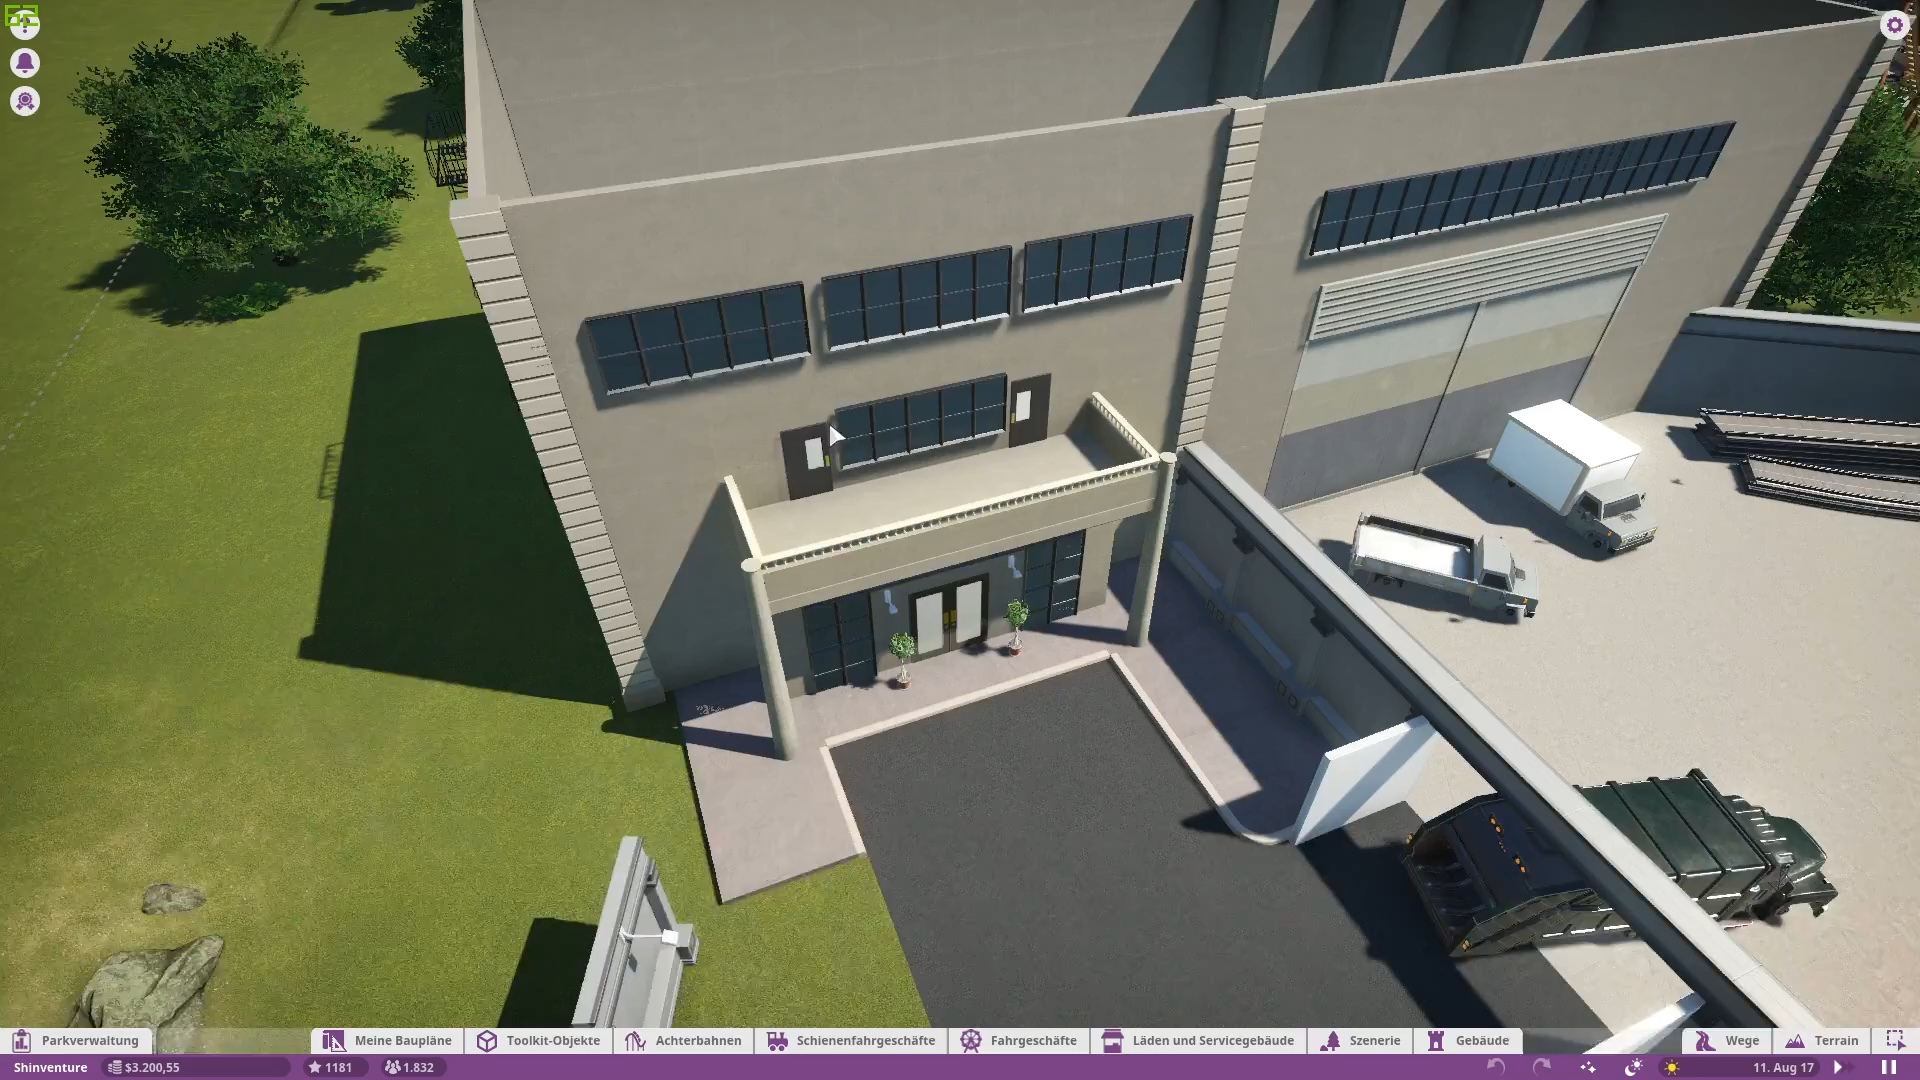 Parkverwaltung
Meine Baupläne
Toolkit-Objekte
Achterbahnen
Schienenfahrgeschäfte
Fahrgeschäfte
Läden und Servicegebäude
Szenerie
Gebäude
Wege
Terrain
Shinventure
$3.200,55
1181
1.832
11. Aug 17